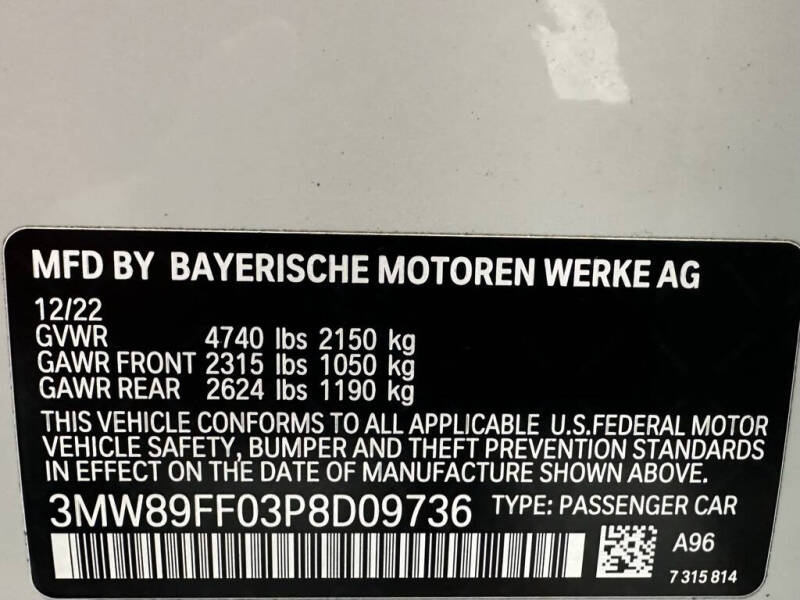 MFD BY BAYERISCHE MOTOREN WERKE AG
12/22
GVWR 4740 lbs 2150 kg
GAWR FRONT 2315 lbs 1050 kg
GAWR REAR 2624 lbs 1190 kg
THIS VEHICLE CONFORMS TO ALL APPLICABLE U.S.FEDERAL MOTOR
VEHICLE SAFETY, BUMPER AND THEFT PREVENTION STANDARDS
IN EFFECT ON THE DATE OF MANUFACTURE SHOWN ABOVE.
3MW89FF03P8D09736 TYPE: PASSENGER CAR
A96
7 315 814